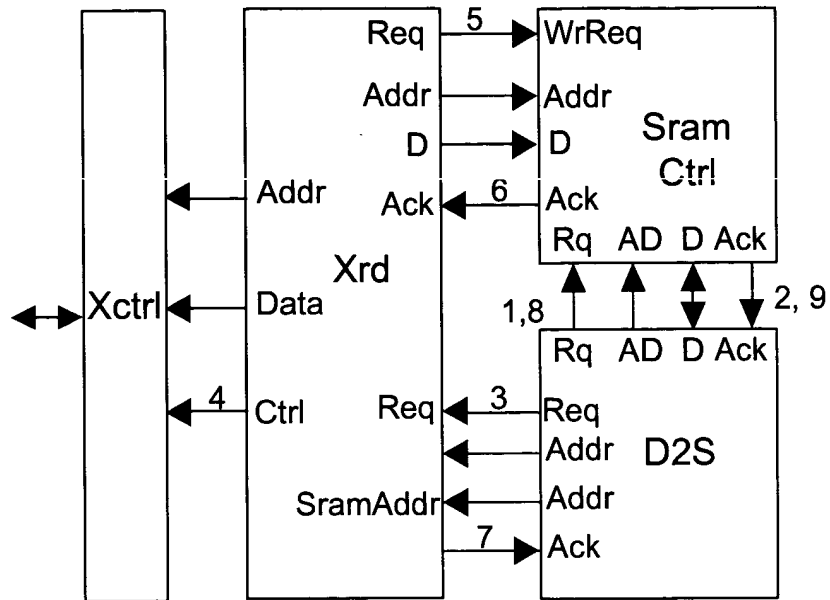 5
Req WrReq
Addr Addr
D D
Sram
Ctrl
Addr Ack 6 Ack
Rq AD D Ack
Xrd
Xctrl Data
1,8 2, 9
Rq AD D Ack
4 Ctrl Req 3 Req
Addr D2S
SramAddr Addr
7 Ack